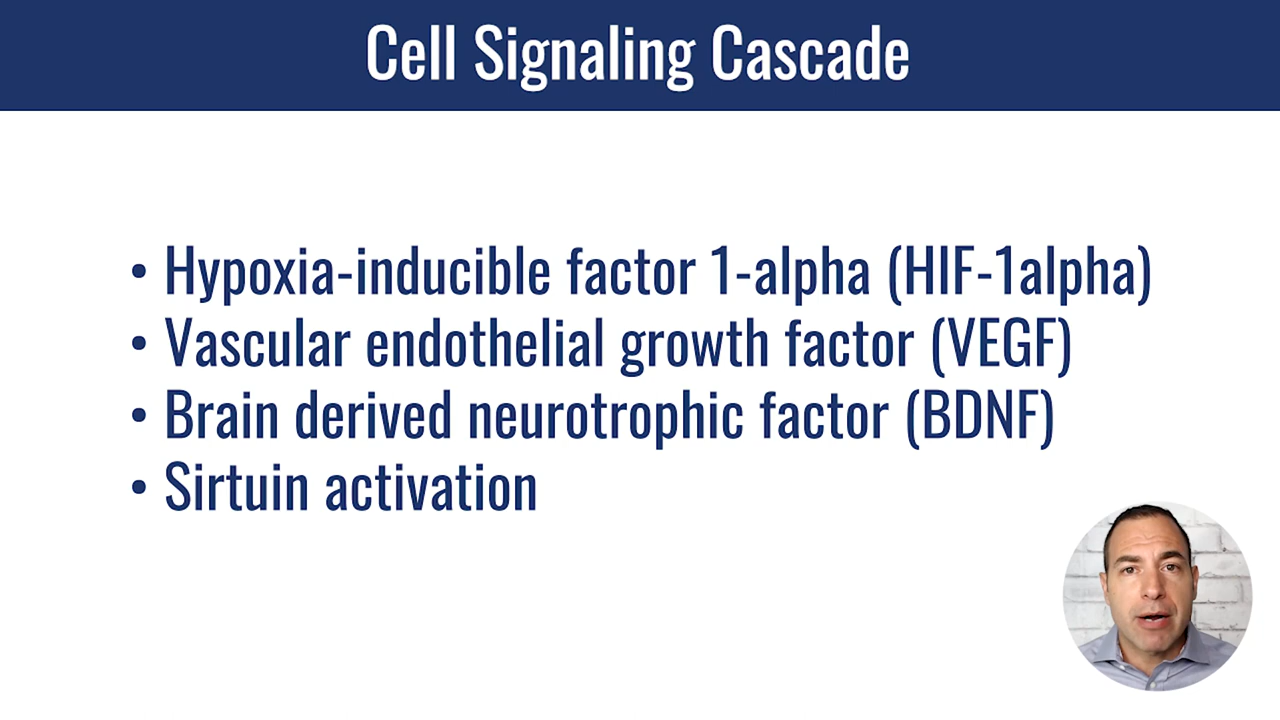 Cell Signaling Cascade
• Hypoxia-inducible factor 1-alpha (HIF-1alpha)
• Vascular endothelial growth factor (VEGF)
• Brain derived neurotrophic factor (BDNF)
• Sirtuin activation